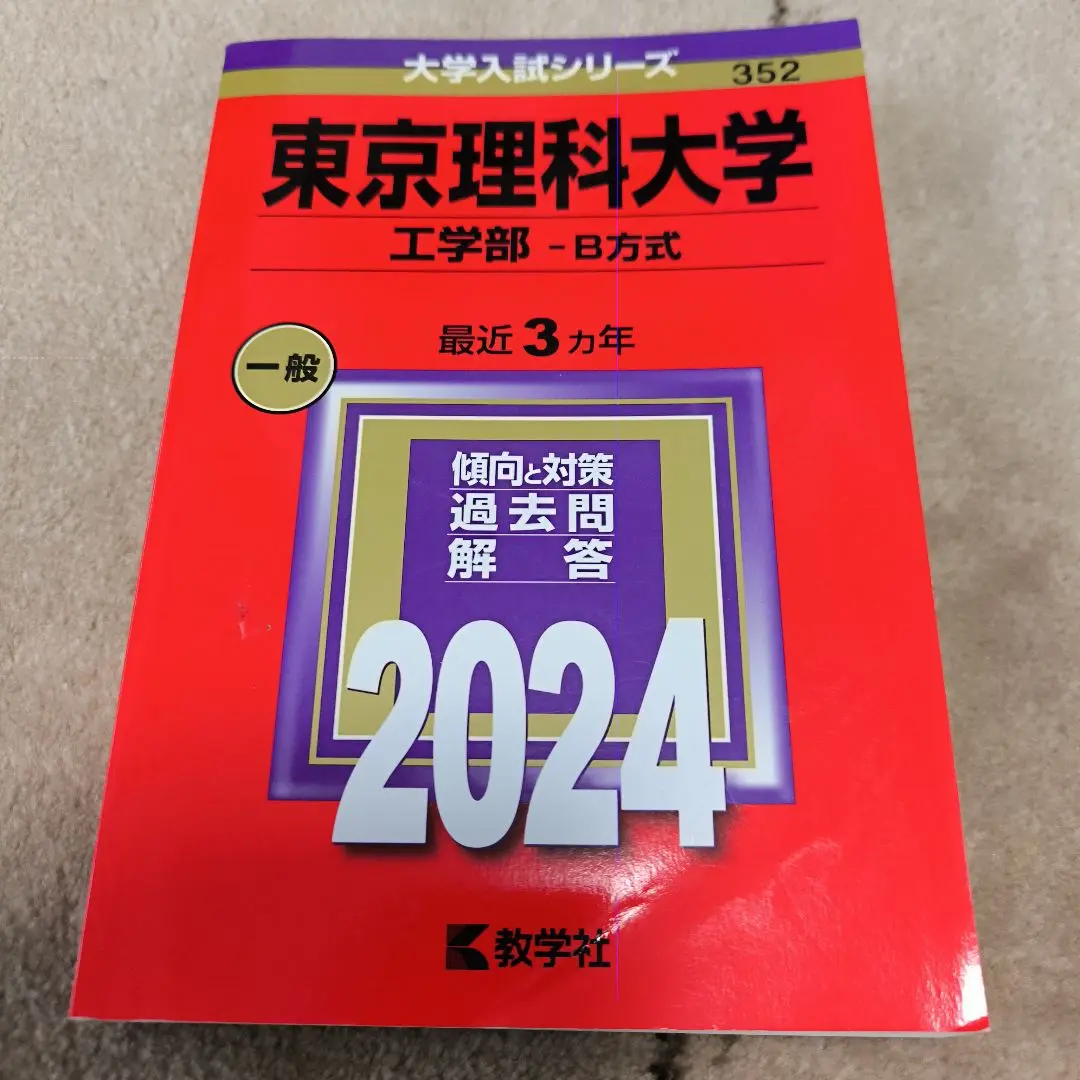 大学入試シリーズ
352
東京理科大学
工学部 -B方式
最近3カ年
一般
傾向と対策
過去問
解答
2024
教学社